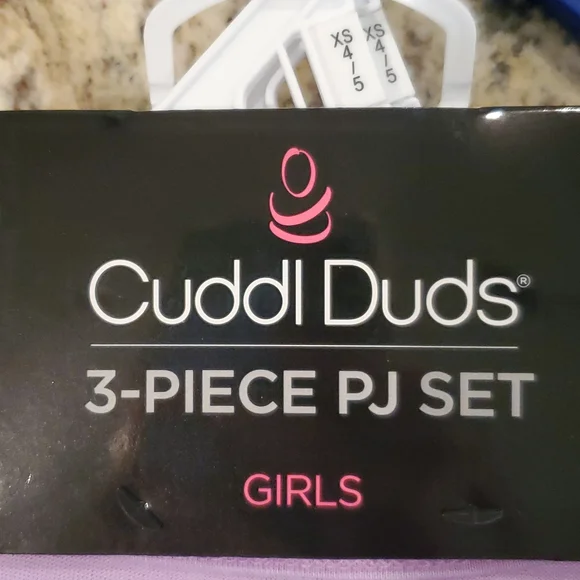 XS 4/5
XS 4/5
Cuddl Duds®
3-PIECE PJ SET
GIRLS